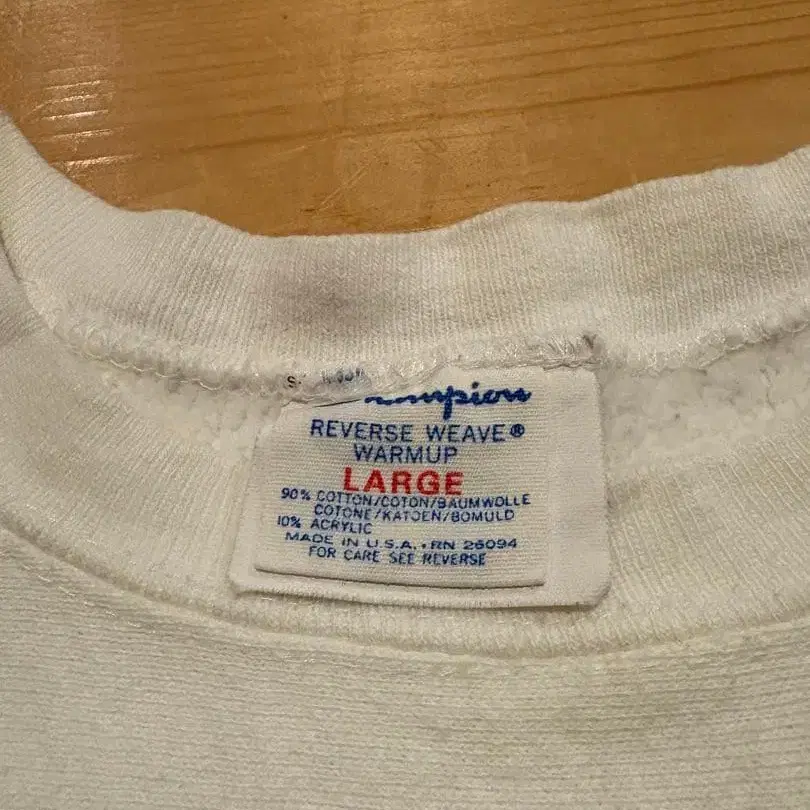 Champion
REVERSE WEAVE®
WARMUP
LARGE
90% COTTON/COTON/BAUMWOLLE
COTONE/KATOEN/BOMULD
10% ACRYLIC
MADE IN U.S.A. • RN 26094
FOR CARE SEE REVERSE